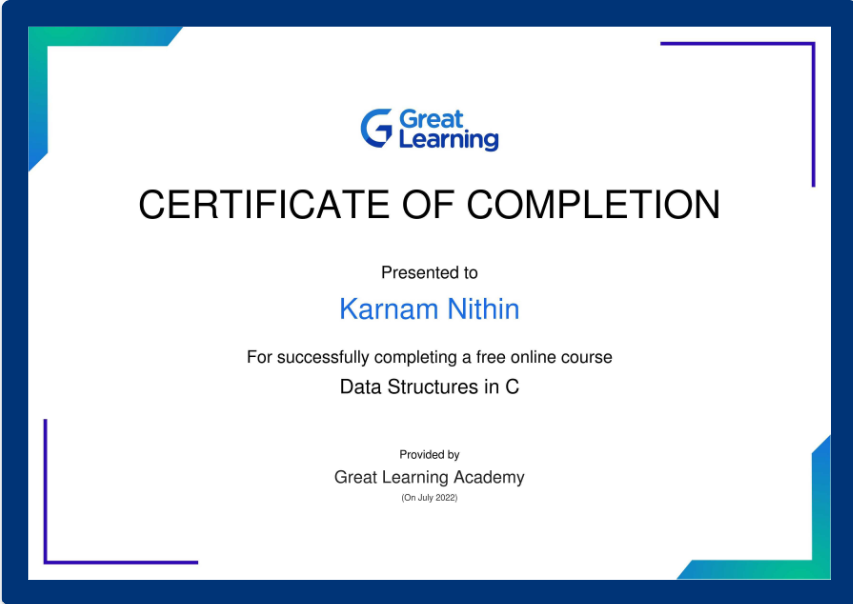 Great
Learning
CERTIFICATE OF COMPLETION
Presented to
Karnam Nithin
For successfully completing a free online course
Data Structures in C
Provided by
Great Learning Academy
(On July 2022)